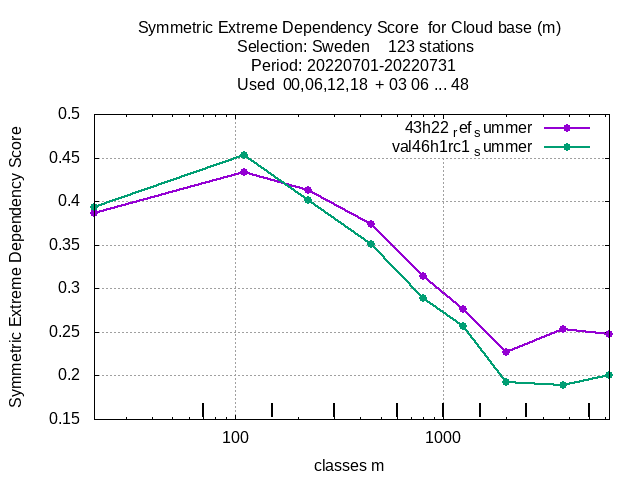 Symmetric Extreme Dependency Score for Cloud base (m)
Selection: Sweden 123 stations
Period: 20220701-20220731
Used 00,06,12,18 + 03 06 ... 48
0.5
0.45
0.4
0.35
0.3
0.25
0.2
0.15
Symmetric Extreme Dependency Score
43h22 ref summer
val46h1rc1 summer
100
1000
classes m